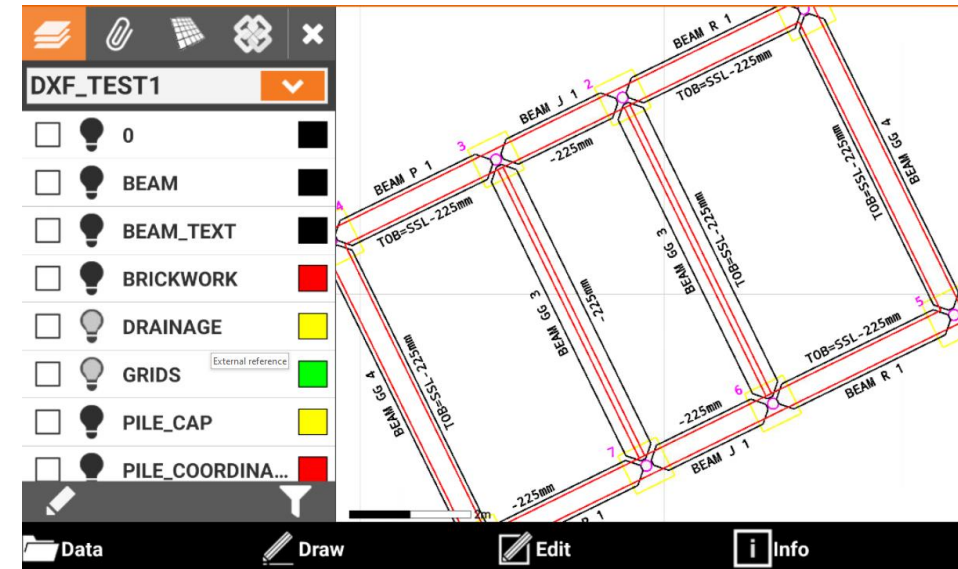 DXF_TEST1
0
BEAM
BEAM_TEXT
BRICKWORK
DRAINAGE
External reference
GRIDS
PILE_CAP
PILE_COORDINA...
BEAM R 1
TOB=SSL-225mm
2
BEAM J 1
-225mm
3
BEAM P 1
TOB=SSL-225mm
4
BEAM GG 4
TOB=SSL-225mm
BEAM GG 3
TOB=SSL-225mm
BEAM GG 3
-225mm
BEAM GG 4
TOB=SSL-225mm
5
TOB=SSL-225mm
BEAM R 1
6
-225mm
BEAM J 1
7
-225mm
P 1
2m
Data
Draw
Edit
i Info